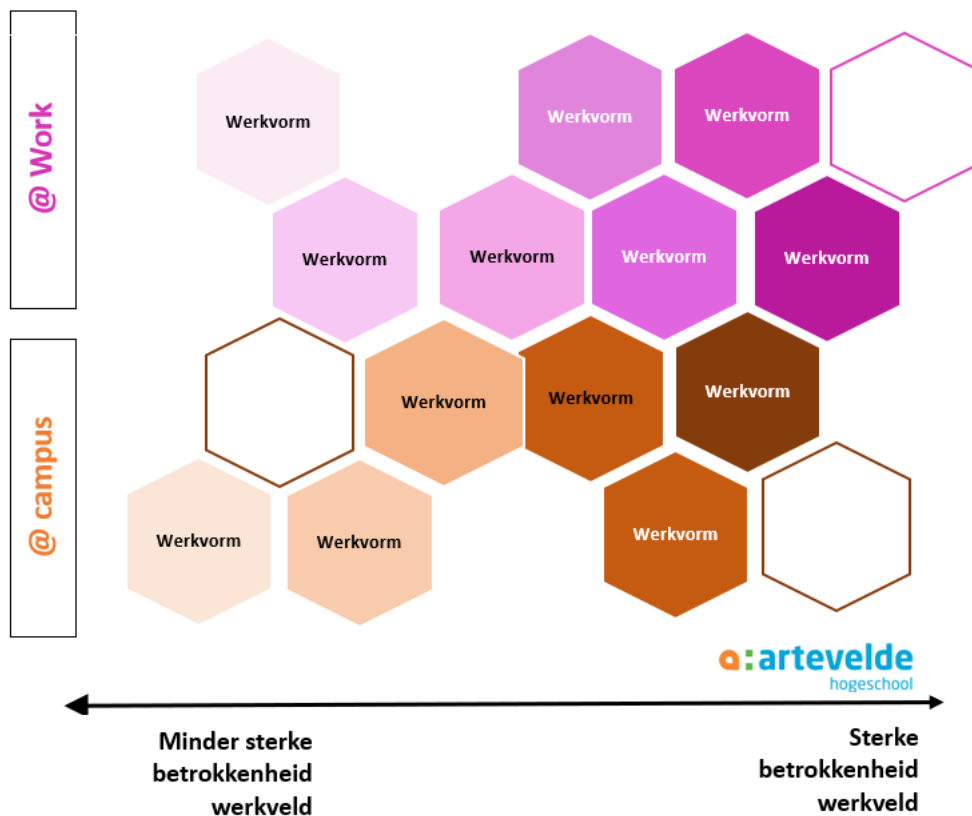 @ Work
Werkvorm
Werkvorm
Werkvorm
Werkvorm
Werkvorm
Werkvorm
Werkvorm
@ campus
Werkvorm
Werkvorm
Werkvorm
Werkvorm
Werkvorm
Werkvorm
a:artevelde
hogeschool
Minder sterke
betrokkenheid
werkveld
Sterke
betrokkenheid
werkveld